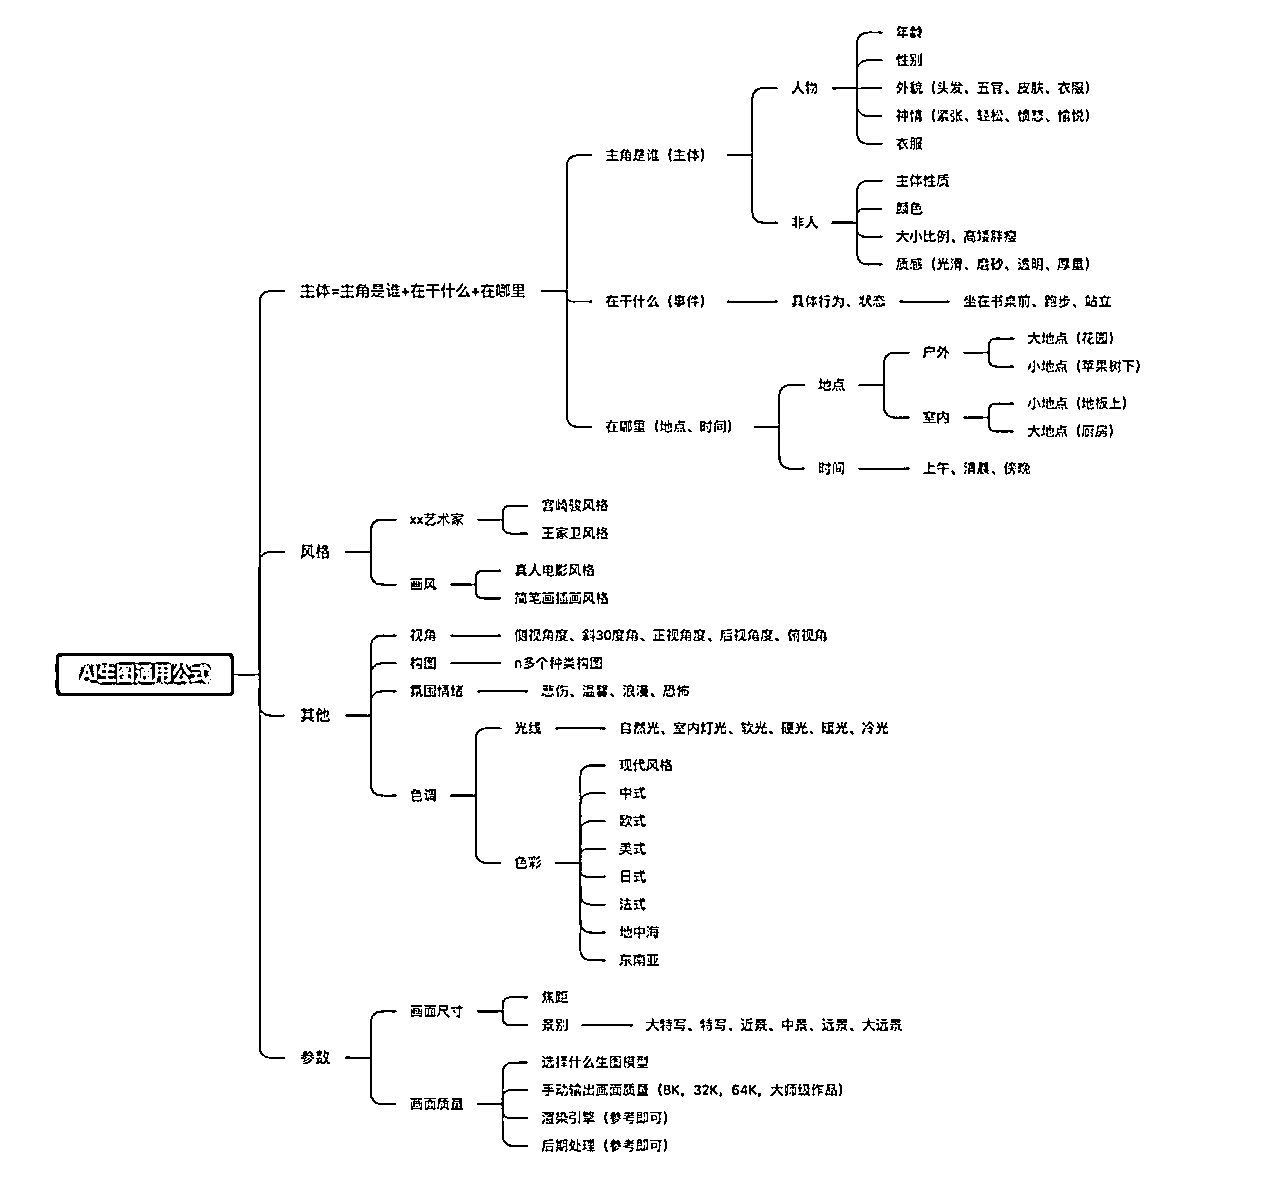 年龄
性别
人物
外貌（头发、五官、皮肤、衣服）
神情（紧张、轻松、愤怒、愉悦）
衣服
主角是谁（主体）
主体性质
颜色
非人
大小比例、高矮胖瘦
质感（光滑、磨砂、透明、厚重）
主体=主角是谁+在干什么+在哪里
在干什么（事件）
具体行为、状态
坐在书桌前、跑步、站立
大地点（花园）
户外
小地点（苹果树下）
地点
小地点（地板上）
室内
大地点（厨房）
在哪里（地点、时间）
时间
上午、清晨、傍晚
宫崎骏风格
xx艺术家
王家卫风格
风格
真人电影风格
画风
简笔画插画风格
视角
侧视角度、斜30度角、正视角度、后视角度、俯视角
构图
n多个种类构图
AI生图通用公式
氛围情绪
悲伤、温馨、浪漫、恐怖
其他
光线
自然光、室内灯光、软光、硬光、暖光、冷光
现代风格
色调
中式
欧式
美式
色彩
日式
法式
地中海
东南亚
焦距
画面尺寸
景别
大特写、特写、近景、中景、远景、大远景
参数
选择什么生图模型
手动输出画面质量（8K，32K，64K，大师级作品）
画面质量
渲染引擎（参考即可）
后期处理（参考即可）